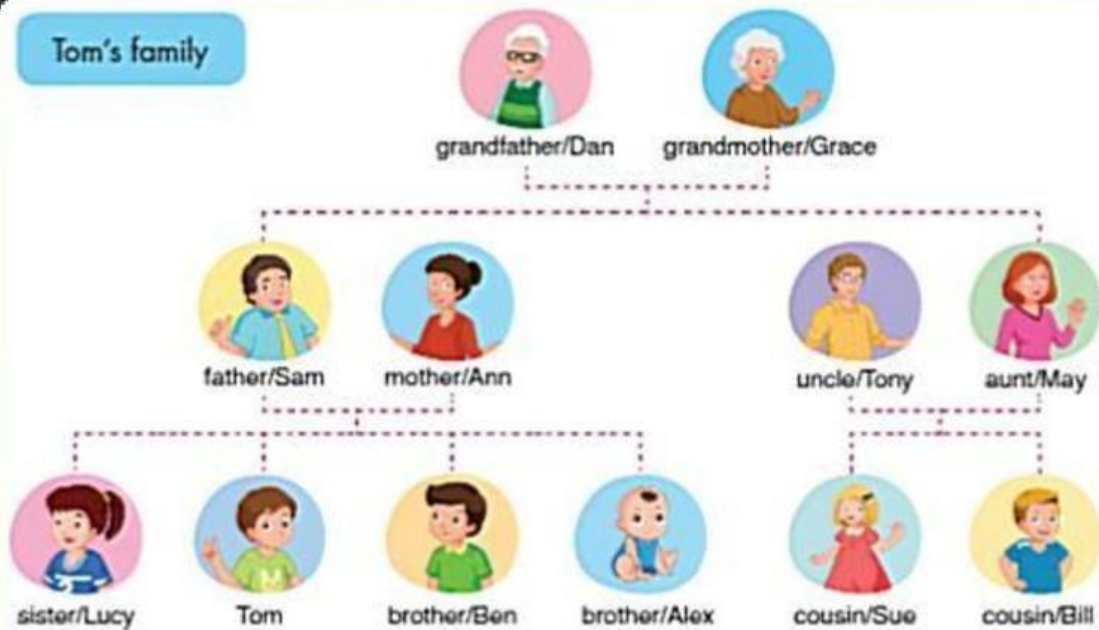 Tom's family
grandfather/Dan grandmother/Grace
father/Sam mother/Ann uncle/Tony aunt/May
sister/Lucy Tom brother/Ben brother/Alex cousin/Sue cousin/Bill